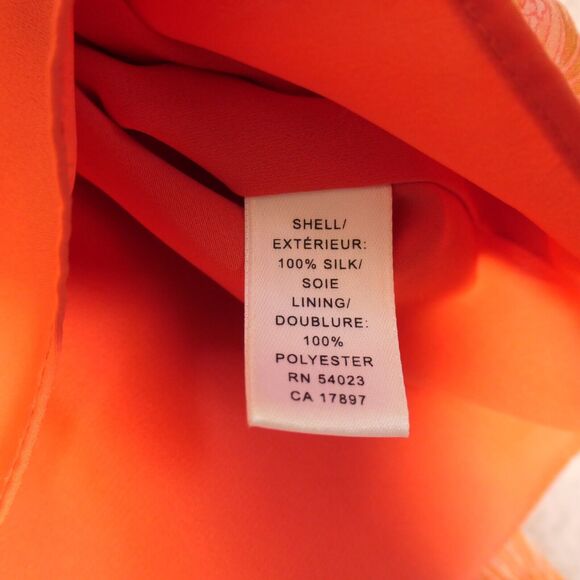 SHELL/
EXTÉRIEUR:
100% SILK/
SOIE
LINING/
DOUBLURE:
100%
POLYESTER
RN 54023
CA 17897